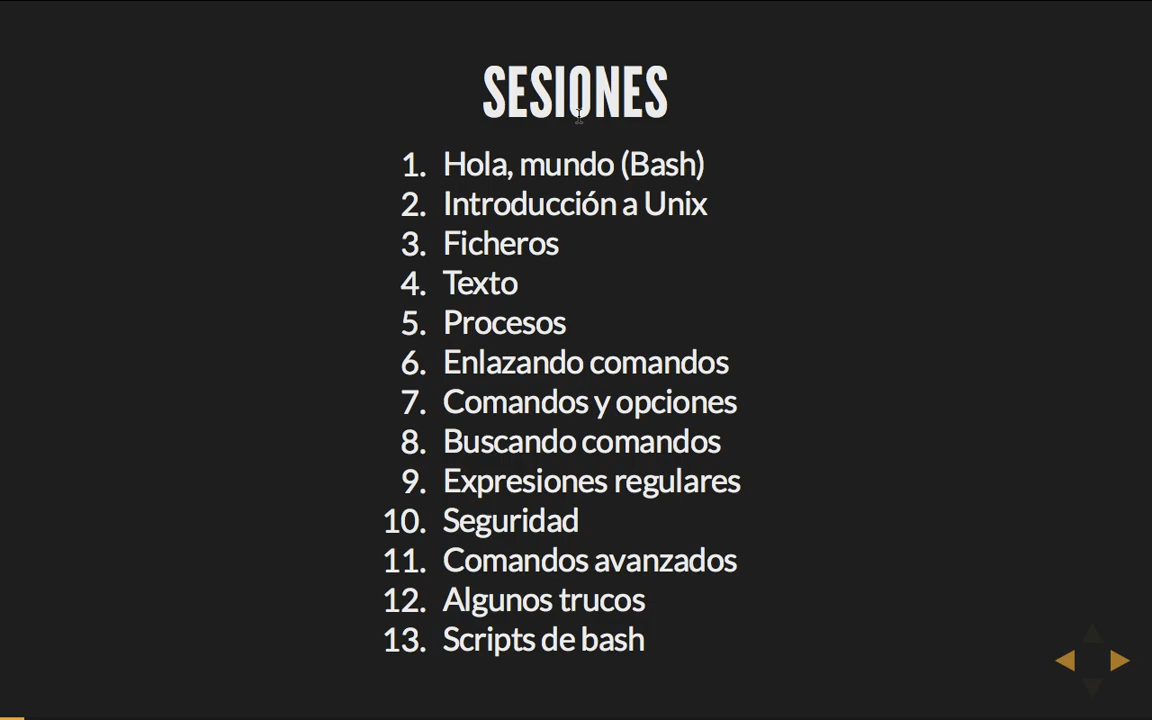 SESIONES
1. Hola, mundo (Bash)
2. Introducción a Unix
3. Ficheros
4. Texto
5. Procesos
6. Enlazando comandos
7. Comandos y opciones
8. Buscando comandos
9. Expresiones regulares
10. Seguridad
11. Comandos avanzados
12. Algunos trucos
13. Scripts de bash